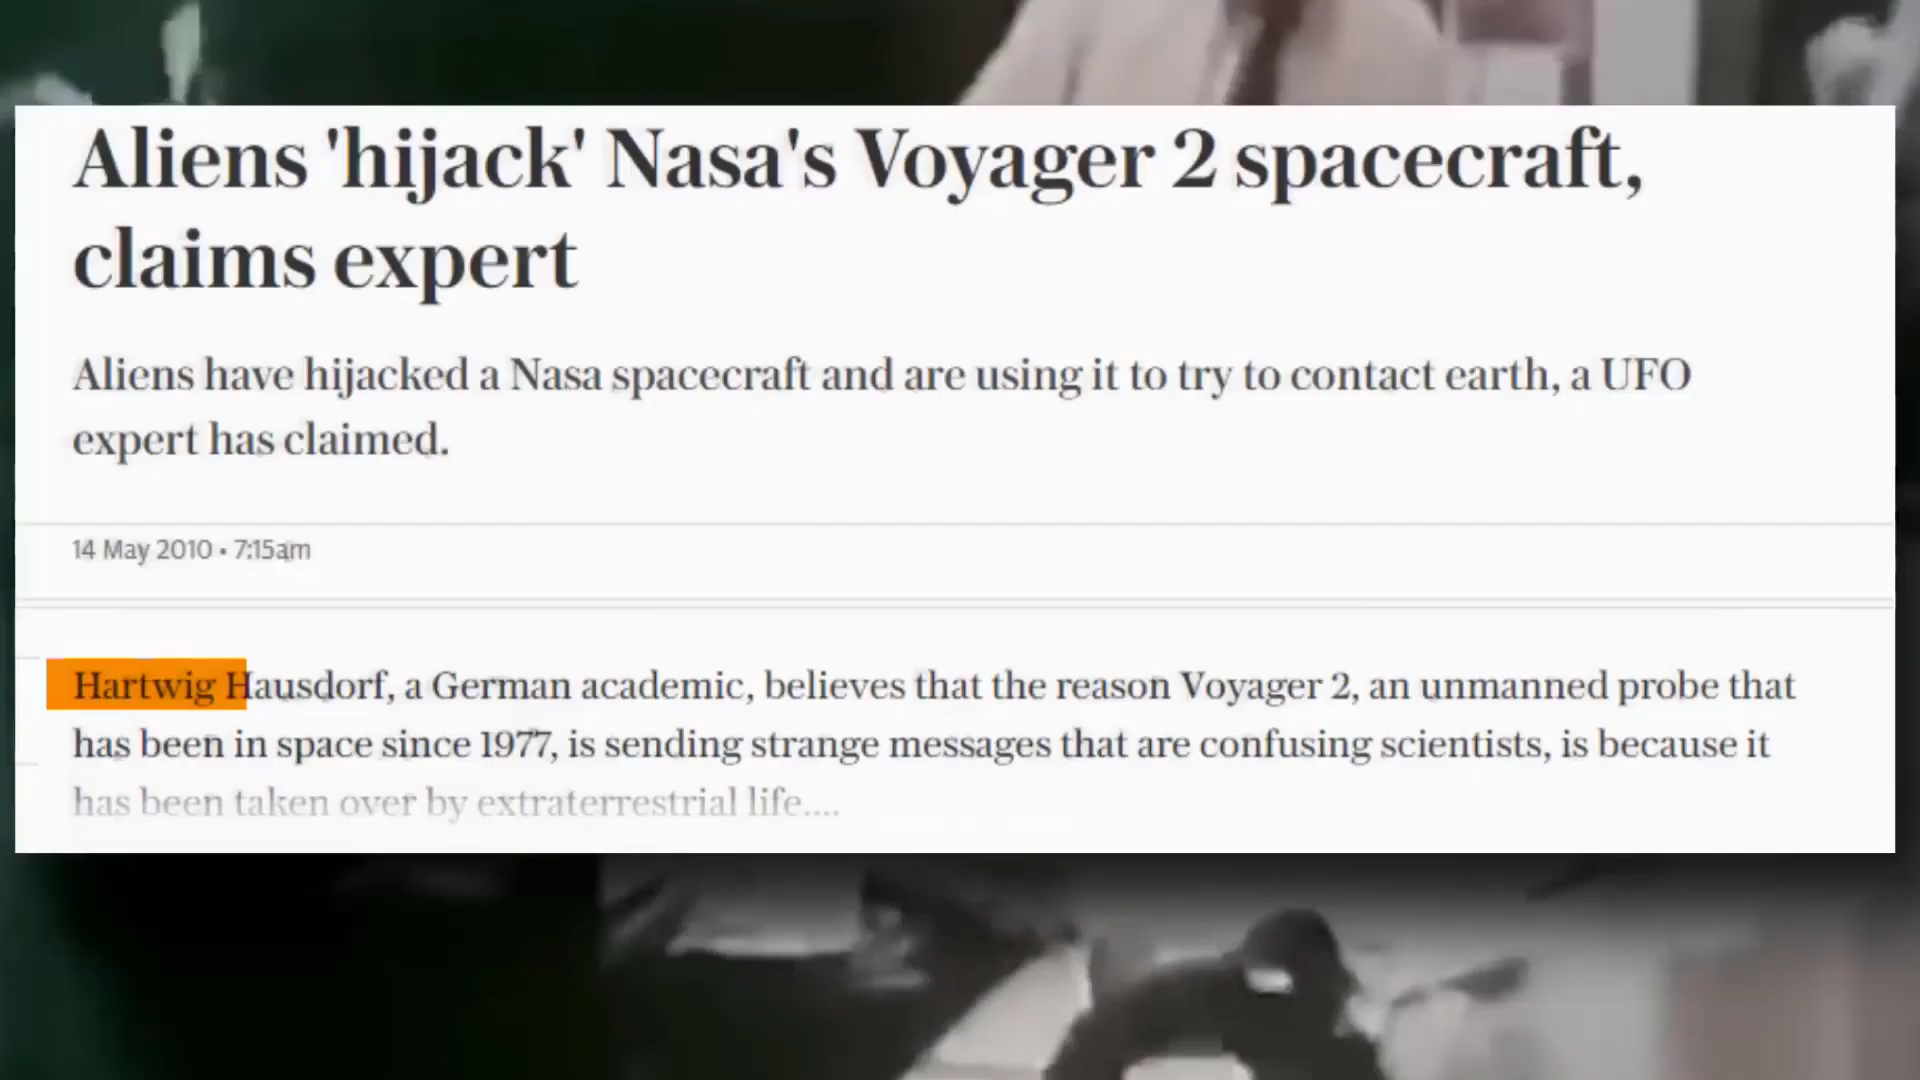 Aliens 'hijack' Nasa's Voyager 2 spacecraft,
claims expert
Aliens have hijacked a Nasa spacecraft and are using it to try to contact earth, a UFO
expert has claimed.
14 May 2010 • 7:15am
Hartwig Hausdorf, a German academic, believes that the reason Voyager 2, an unmanned probe that
has been in space since 1977, is sending strange messages that are confusing scientists, is because it
has been taken over by extraterrestrial life....